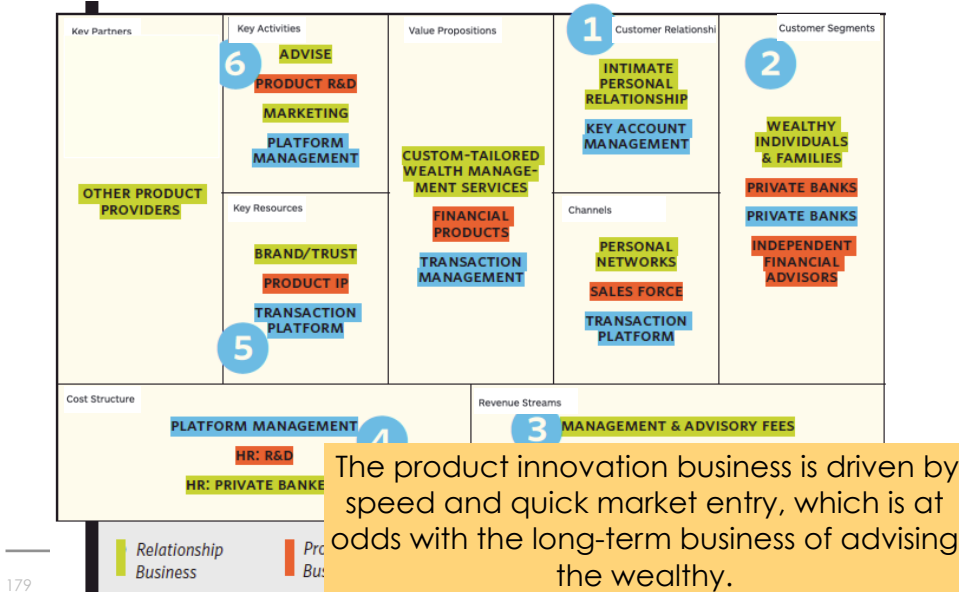 Key Partners
OTHER PRODUCT
PROVIDERS
Key Activities
6
ADVISE
PRODUCT R&D
MARKETING
PLATFORM
MANAGEMENT
Key Resources
BRAND/TRUST
PRODUCT IP
TRANSACTION
PLATFORM
5
Value Propositions
CUSTOM-TAILORED
WEALTH MANAGE-
MENT SERVICES
FINANCIAL
PRODUCTS
TRANSACTION
MANAGEMENT
1
Customer Relationshi
INTIMATE
PERSONAL
RELATIONSHIP
KEY ACCOUNT
MANAGEMENT
Channels
PERSONAL
NETWORKS
SALES FORCE
TRANSACTION
PLATFORM
Customer Segments
2
WEALTHY
INDIVIDUALS
& FAMILIES
PRIVATE BANKS
PRIVATE BANKS
INDEPENDENT
FINANCIAL
ADVISORS
Cost Structure
PLATFORM MANAGEMENT
4
HR: R&D
HR: PRIVATE BANKE
Revenue Streams
3
MANAGEMENT & ADVISORY FEES
The product innovation business is driven by
speed and quick market entry, which is at
odds with the long-term business of advising
the wealthy.
Relationship
Business
179